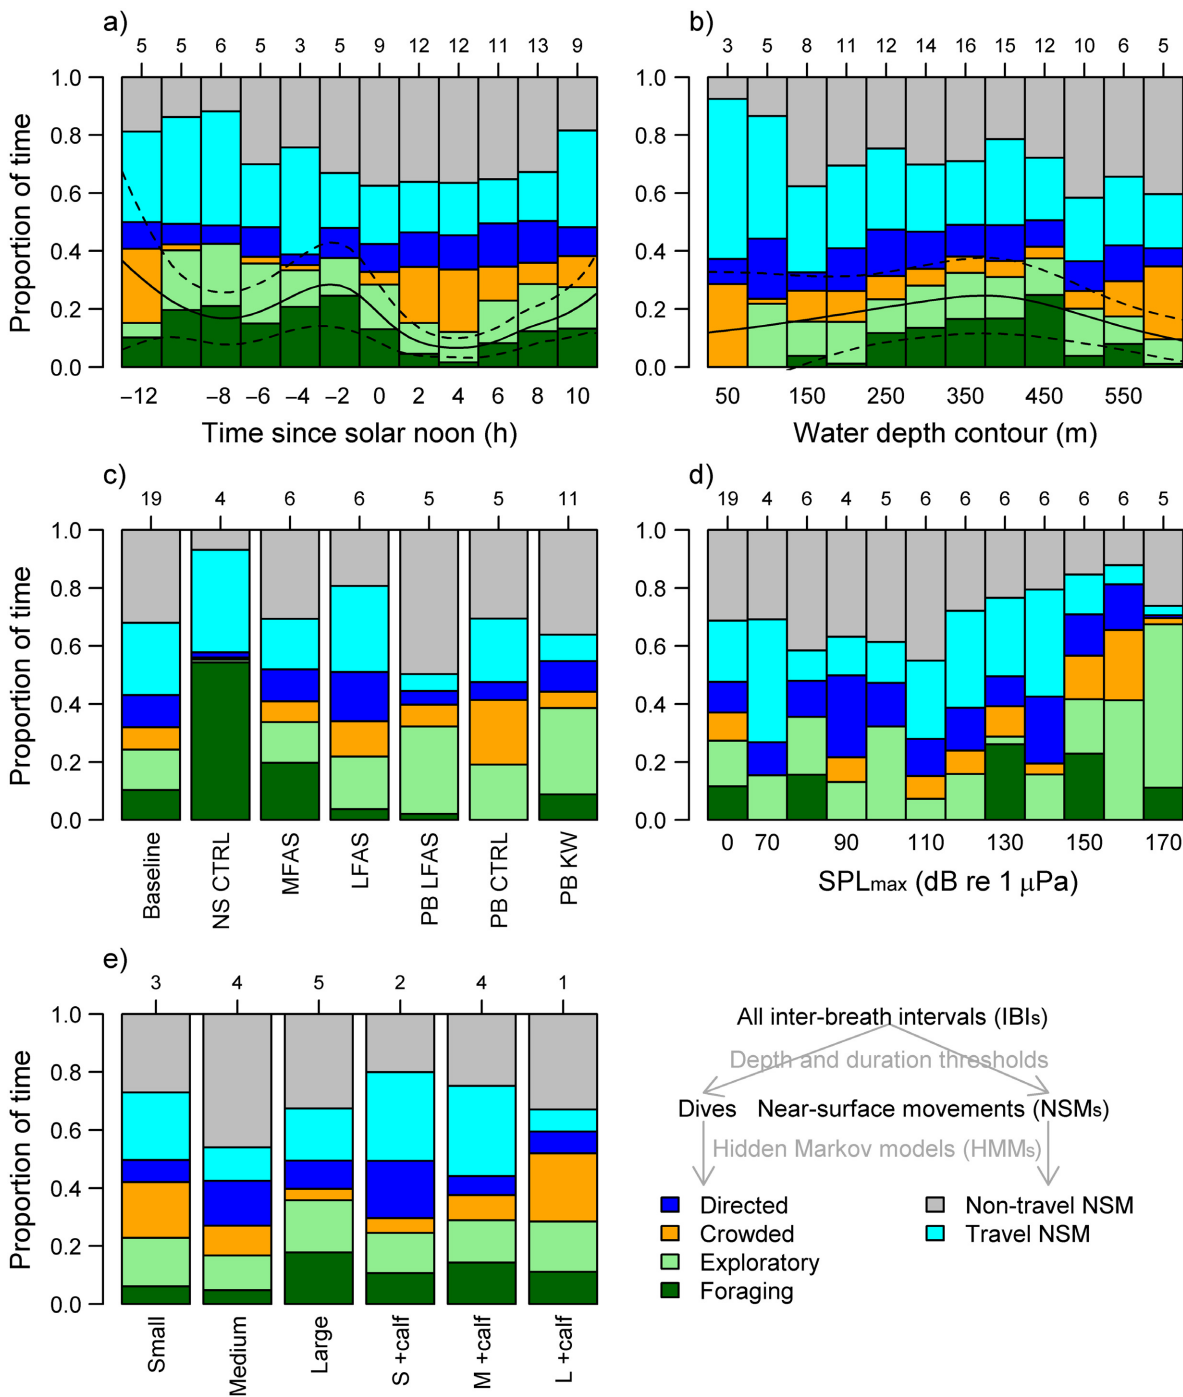 a)
5 5 6 5 3 5 9 12 12 11 13 9
Proportion of time
1.0
0.8
0.6
0.4
0.2
0.0
−12 −8 −6 −4 −2 0 2 4 6 8 10
Time since solar noon (h)
b)
3 5 8 11 12 14 16 15 12 10 6 5
1.0
0.8
0.6
0.4
0.2
0.0
50 150 250 350 450 550
Water depth contour (m)
c)
19 4 6 6 5 5 11
Proportion of time
1.0
0.8
0.6
0.4
0.2
0.0
Baseline
NS CTRL
MFAS
LFAS
PB LFAS
PB CTRL
PB KW
d)
19 4 6 4 5 6 6 6 6 6 6 5
1.0
0.8
0.6
0.4
0.2
0.0
0 70 90 110 130 150 170
SPLmax (dB re 1 μPa)
e)
3 4 5 2 4 1
Proportion of time
1.0
0.8
0.6
0.4
0.2
0.0
Small
Medium
Large
S +calf
M +calf
L +calf
All inter-breath intervals (IBIs)
Depth and duration thresholds
Dives Near-surface movements (NSMs)
Hidden Markov models (HMMs)
Directed
Crowded
Exploratory
Foraging
Non-travel NSM
Travel NSM